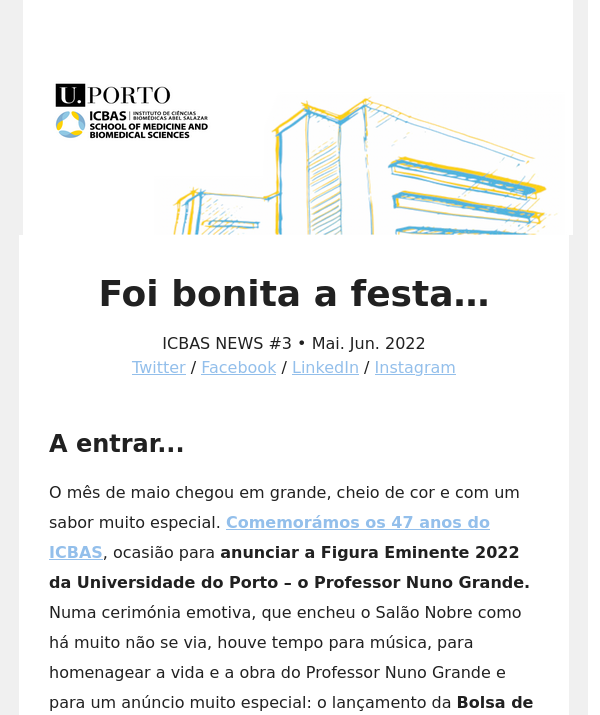 U. PORTO
ICBAS INSTITUTO DE CIÊNCIAS
BIOMÉDICAS ABEL SALAZAR
SCHOOL OF MEDICINE AND
BIOMEDICAL SCIENCES
Foi bonita a festa...
ICBAS NEWS #3 • Mai. Jun. 2022
Twitter / Facebook / LinkedIn / Instagram
A entrar...
O mês de maio chegou em grande, cheio de cor e com um
sabor muito especial. Comemorámos os 47 anos do
ICBAS, ocasião para anunciar a Figura Eminente 2022
da Universidade do Porto – o Professor Nuno Grande.
Numa cerimónia emotiva, que encheu o Salão Nobre como
há muito não se via, houve tempo para música, para
homenagear a vida e a obra do Professor Nuno Grande e
para um anúncio muito especial: o lançamento da Bolsa de